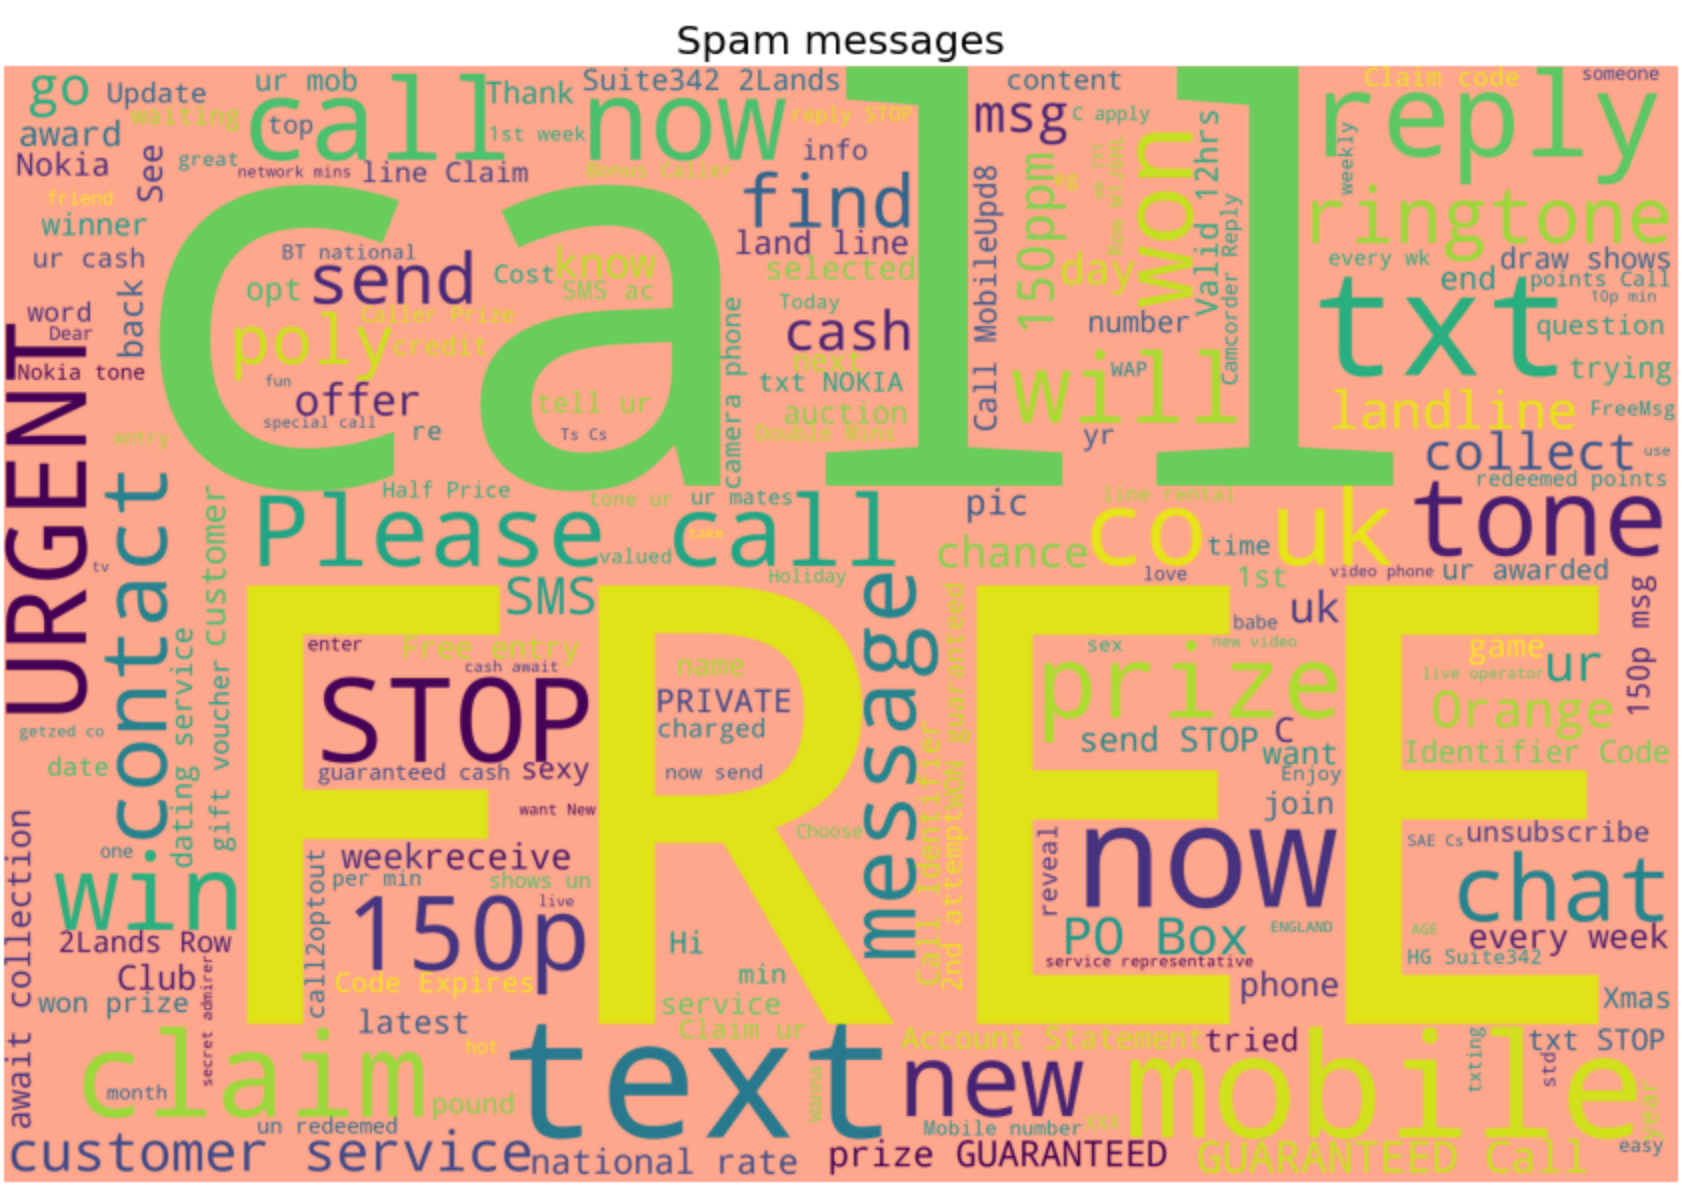 Spam messages
go
Update
ur mob
call now
Thank
Suite342 2Lands
content
Claim code
someone
award
waiting
top
1st week
reply STOP
msg
C apply
reply
Nokia
See
great
network mins
line Claim
Bonus Caller
info
won
Valid 12hrs
weekly
friend
winner
call
find
150ppm
ringtone
ur cash
BT national
send
Cost
know
land line
selected
Call MobileUpd8
day
Camcorder Reply
every wk
draw shows
back
opt
SMS ac
Today
end
points Call
10p min
word
Dear
Caller Prize
poly
credit
camera phone
cash
number
txt
question
URGENT
Nokia tone
fun
offer
next
txt NOKIA
will
WAP
trying
special call
re
tell ur
Ts Cs
auction
Double Mins
yr
landline
FreeMsg
entry
contact
Half Price
tone ur
ur mates
pic
line rental
collect
use
redeemed points
customer
Please call
take
valued
Holiday
chance
co uk
time
tone
tv
SMS
message
love
1st
video phone
ur awarded
dating service
gift voucher
enter
Free entry
cash await
name
guaranteed
babe
uk
150p msg
FREE
STOP
PRIVATE
charged
sex
new video
prize
game
live operator
ur
Orange
getzed co
date
guaranteed cash
sexy
now send
send STOP
C
want
Enjoy
Identifier Code
await collection
want New
Choose
Call Identifier
2nd attempt
WON
join
one
weekreceive
per min
shows un
reveal
now
SAE Cs
unsubscribe
win
call2optout
150p
live
chat
2Lands Row
Hi
PO Box
ENGLAND
AGE
every week
Club
Code Expires
min
service representative
HG Suite342
won prize
secret admirer
service
phone
Xmas
latest
Claim ur
claim
month
hot
text
Account Statement
tried
txting
std
txt STOP
pound
Wanna
new
mobile
year
un redeemed
Mobile number
XXX
easy
customer service
national rate
prize GUARANTEED
GUARANTEED Call